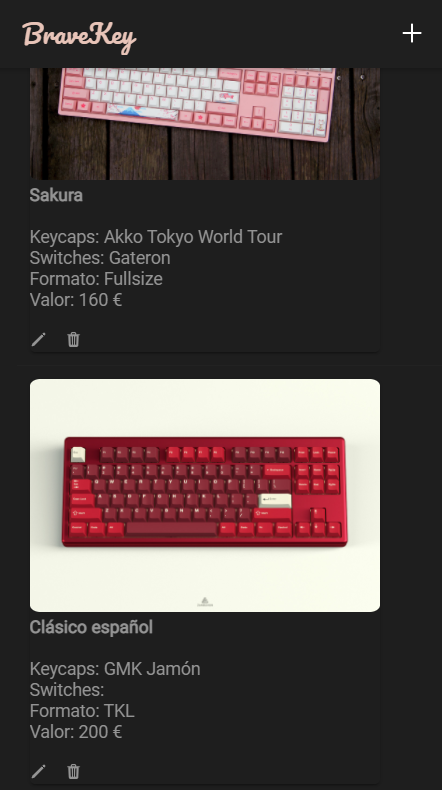 BraveKey
Sakura
Keycaps: Akko Tokyo World Tour
Switches: Gateron
Formato: Fullsize
Valor: 160 €
Clásico español
Keycaps: GMK Jamón
Switches:
Formato: TKL
Valor: 200 €